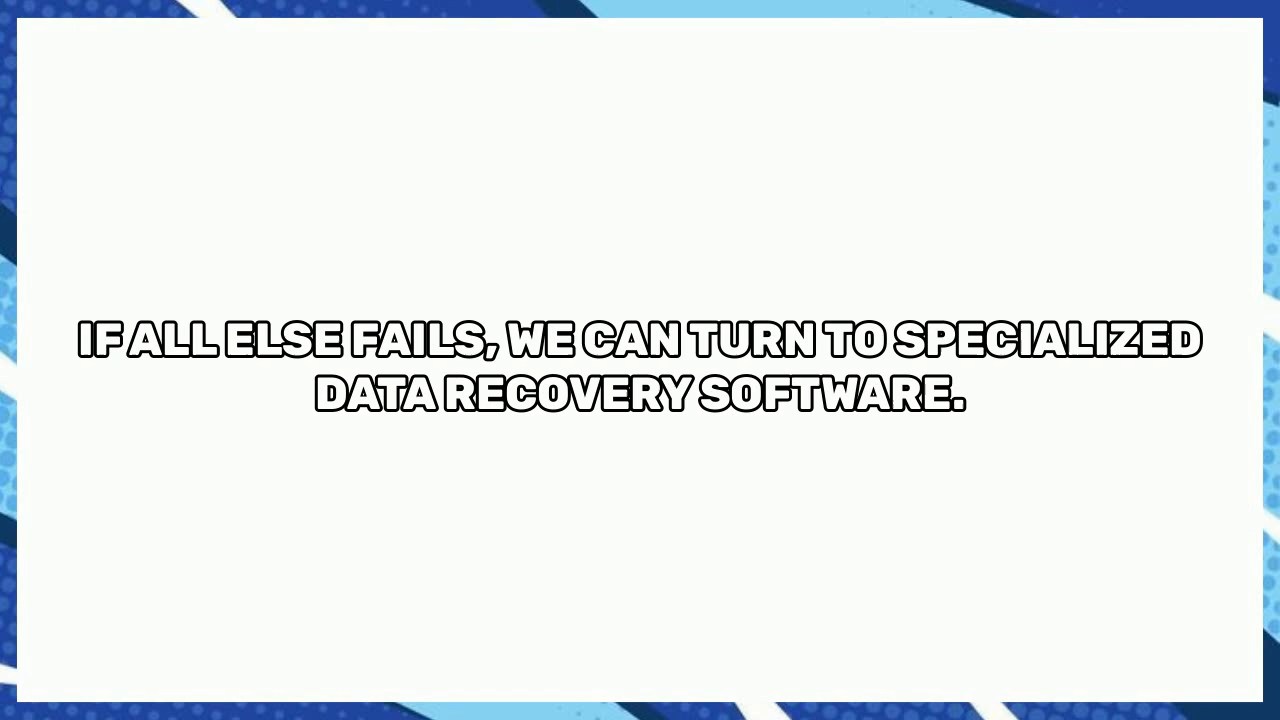 IF ALL ELSE FAILS, WE CAN TURN TO SPECIALIZED
DATA RECOVERY SOFTWARE.